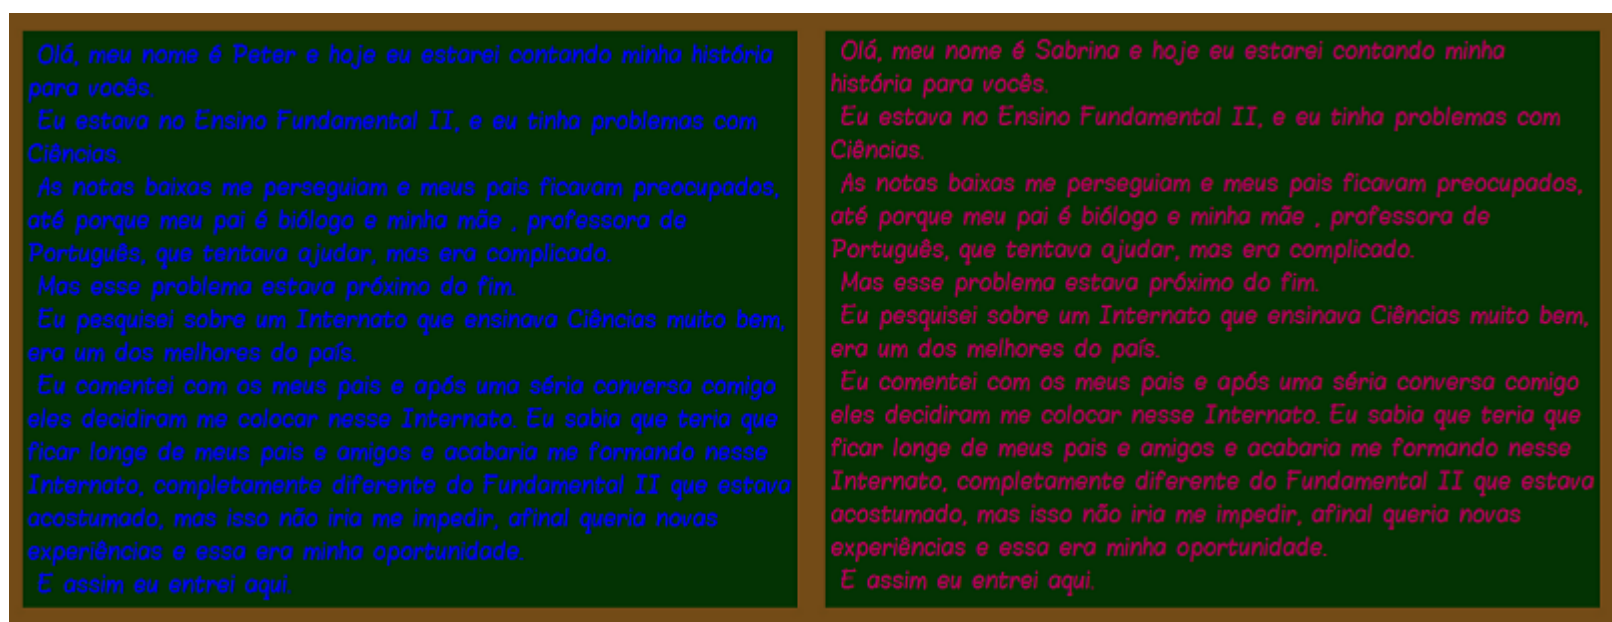 Olá, meu nome é Peter e hoje eu estarei contando minha história
para vocês.
Eu estava no Ensino Fundamental II, e eu tinha problemas com
Ciências.
As notas baixas me perseguiam e meus pais ficavam preocupados,
até porque meu pai é biólogo e minha mãe , professora de
Português, que tentava ajudar, mas era complicado.
Mas esse problema estava próximo do fim.
Eu pesquisei sobre um Internato que ensinava Ciências muito bem,
era um dos melhores do país.
Eu comentei com os meus pais e após uma séria conversa comigo
eles decidiram me colocar nesse Internato. Eu sabia que teria que
ficar longe de meus pais e amigos e acabaria me formando nesse
Internato, completamente diferente do Fundamental II que estava
acostumado, mas isso não iria me impedir, afinal queria novas
experiências e essa era minha oportunidade.
E assim eu entrei aqui.
Olá, meu nome é Sabrina e hoje eu estarei contando minha
história para vocês.
Eu estava no Ensino Fundamental II, e eu tinha problemas com
Ciências.
As notas baixas me perseguiam e meus pais ficavam preocupados,
até porque meu pai é biólogo e minha mãe , professora de
Português, que tentava ajudar, mas era complicado.
Mas esse problema estava próximo do fim.
Eu pesquisei sobre um Internato que ensinava Ciências muito bem,
era um dos melhores do país.
Eu comentei com os meus pais e após uma séria conversa comigo
eles decidiram me colocar nesse Internato. Eu sabia que teria que
ficar longe de meus pais e amigos e acabaria me formando nesse
Internato, completamente diferente do Fundamental II que estava
acostumado, mas isso não iria me impedir, afinal queria novas
experiências e essa era minha oportunidade.
E assim eu entrei aqui.